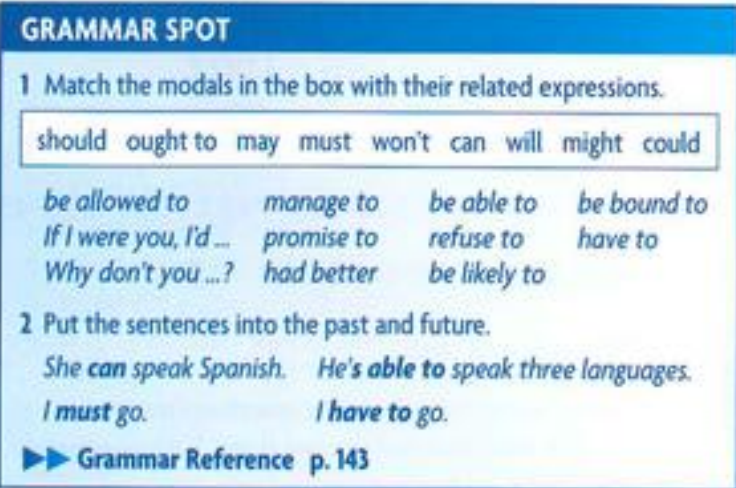 GRAMMAR SPOT
1 Match the modals in the box with their related expressions.
should ought to may must won't can will might could
be allowed to manage to be able to be bound to
If I were you, I'd ... promise to refuse to have to
Why don't you ...? had better be likely to
2 Put the sentences into the past and future.
She can speak Spanish. He's able to speak three languages.
I must go. I have to go.
▶▶ Grammar Reference p. 143